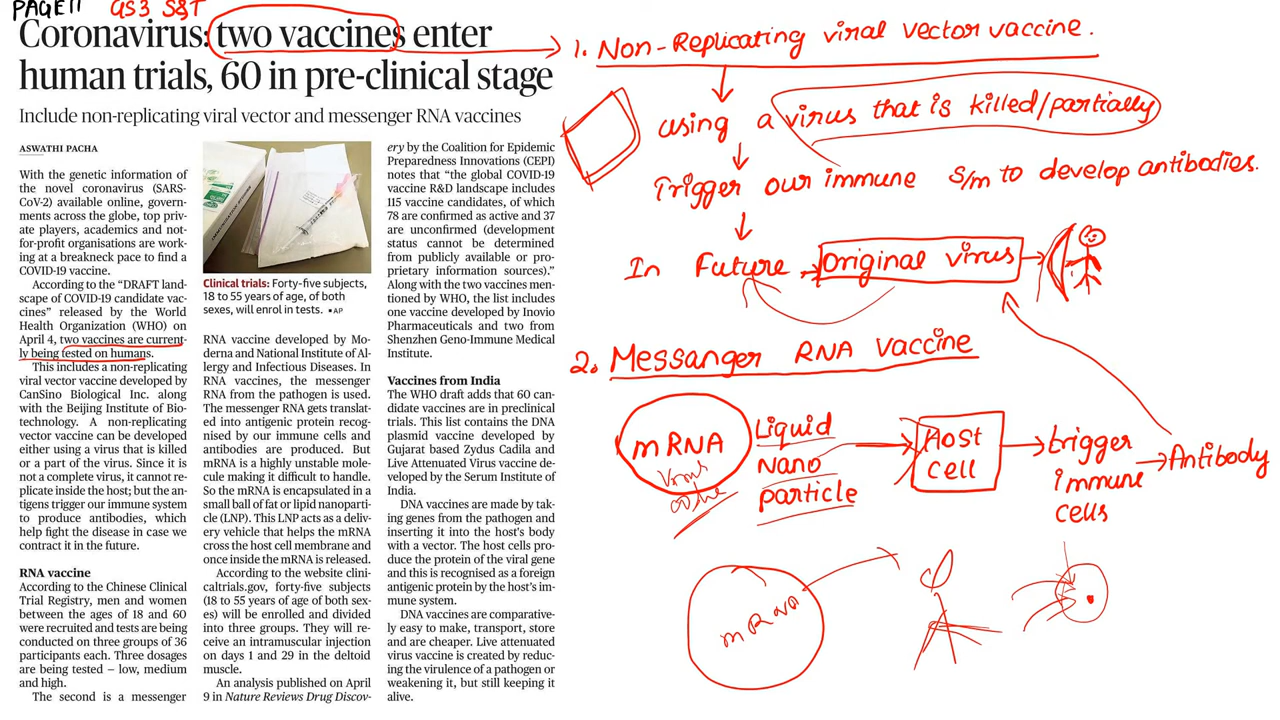 PAGE11 GS3 S&T
Coronavirus: two vaccines enter
human trials, 60 in pre-clinical stage
Include non-replicating viral vector and messenger RNA vaccines
ASWATHI PACHA
With the genetic information of
the novel coronavirus (SARS-
CoV-2) available online, govern-
ments across the globe, top priv-
ate players, academics and not-
for-profit organisations are work-
ing at a breakneck pace to find a
COVID-19 vaccine.
According to the “DRAFT land-
scape of COVID-19 candidate vac-
cines” released by the World
Health Organization (WHO) on
April 4, two vaccines are current-
ly being tested on humans.
This includes a non-replicating
viral vector vaccine developed by
CanSino Biological Inc. along
with the Beijing Institute of Bio-
technology. A non-replicating
vector vaccine can be developed
either using a virus that is killed
or a part of the virus. Since it is
not a complete virus, it cannot re-
plicate inside the host; but the an-
tigens trigger our immune system
to produce antibodies, which
help fight the disease in case we
contract it in the future.
RNA vaccine
According to the Chinese Clinical
Trial Registry, men and women
between the ages of 18 and 60
were recruited and tests are being
conducted on three groups of 36
participants each. Three dosages
are being tested – low, medium
and high.
The second is a messenger
Clinical trials: Forty-five subjects,
18 to 55 years of age, of both
sexes, will enrol in tests. ▪AP
RNA vaccine developed by Mo-
derna and National Institute of Al-
lergy and Infectious Diseases. In
RNA vaccines, the messenger
RNA from the pathogen is used.
The messenger RNA gets translat-
ed into antigenic protein recog-
nised by our immune cells and
antibodies are produced. But
mRNA is a highly unstable mole-
cule making it difficult to handle.
So the mRNA is encapsulated in a
small ball of fat or lipid nanoparti-
cle (LNP). This LNP acts as a deliv-
ery vehicle that helps the mRNA
cross the host cell membrane and
once inside the mRNA is released.
According to the website clini-
caltrials.gov, forty-five subjects
(18 to 55 years of age of both sex-
es) will be enrolled and divided
into three groups. They will re-
ceive an intramuscular injection
on days 1 and 29 in the deltoid
muscle.
An analysis published on April
9 in Nature Reviews Drug Discov-
ery by the Coalition for Epidemic
Preparedness Innovations (CEPI)
notes that “the global COVID-19
vaccine R&D landscape includes
115 vaccine candidates, of which
78 are confirmed as active and 37
are unconfirmed (development
status cannot be determined
from publicly available or pro-
prietary information sources).”
Along with the two vaccines men-
tioned by WHO, the list includes
one vaccine developed by Inovio
Pharmaceuticals and two from
Shenzhen Geno-Immune Medical
Institute.
Vaccines from India
The WHO draft adds that 60 can-
didate vaccines are in preclinical
trials. This list contains the DNA
plasmid vaccine developed by
Gujarat based Zydus Cadila and
Live Attenuated Virus vaccine de-
veloped by the Serum Institute of
India.
DNA vaccines are made by tak-
ing genes from the pathogen and
inserting it into the host's body
with a vector. The host cells pro-
duce the protein of the viral gene
and this is recognised as a foreign
antigenic protein by the host's im-
mune system.
DNA vaccines are comparative-
ly easy to make, transport, store
and are cheaper. Live attenuated
virus vaccine is created by reduc-
ing the virulence of a pathogen or
weakening it, but still keeping it
alive.
1. Non-Replicating viral vector vaccine.
using a virus that is killed/partially
Trigger our immune S/m to develop antibodies.
In Future Original virus
2. Messanger RNA Vaccine
mRNA
Virus
Liquid
Nano
particle
Host
cell
trigger
immune
cells
Antibody
mRNA